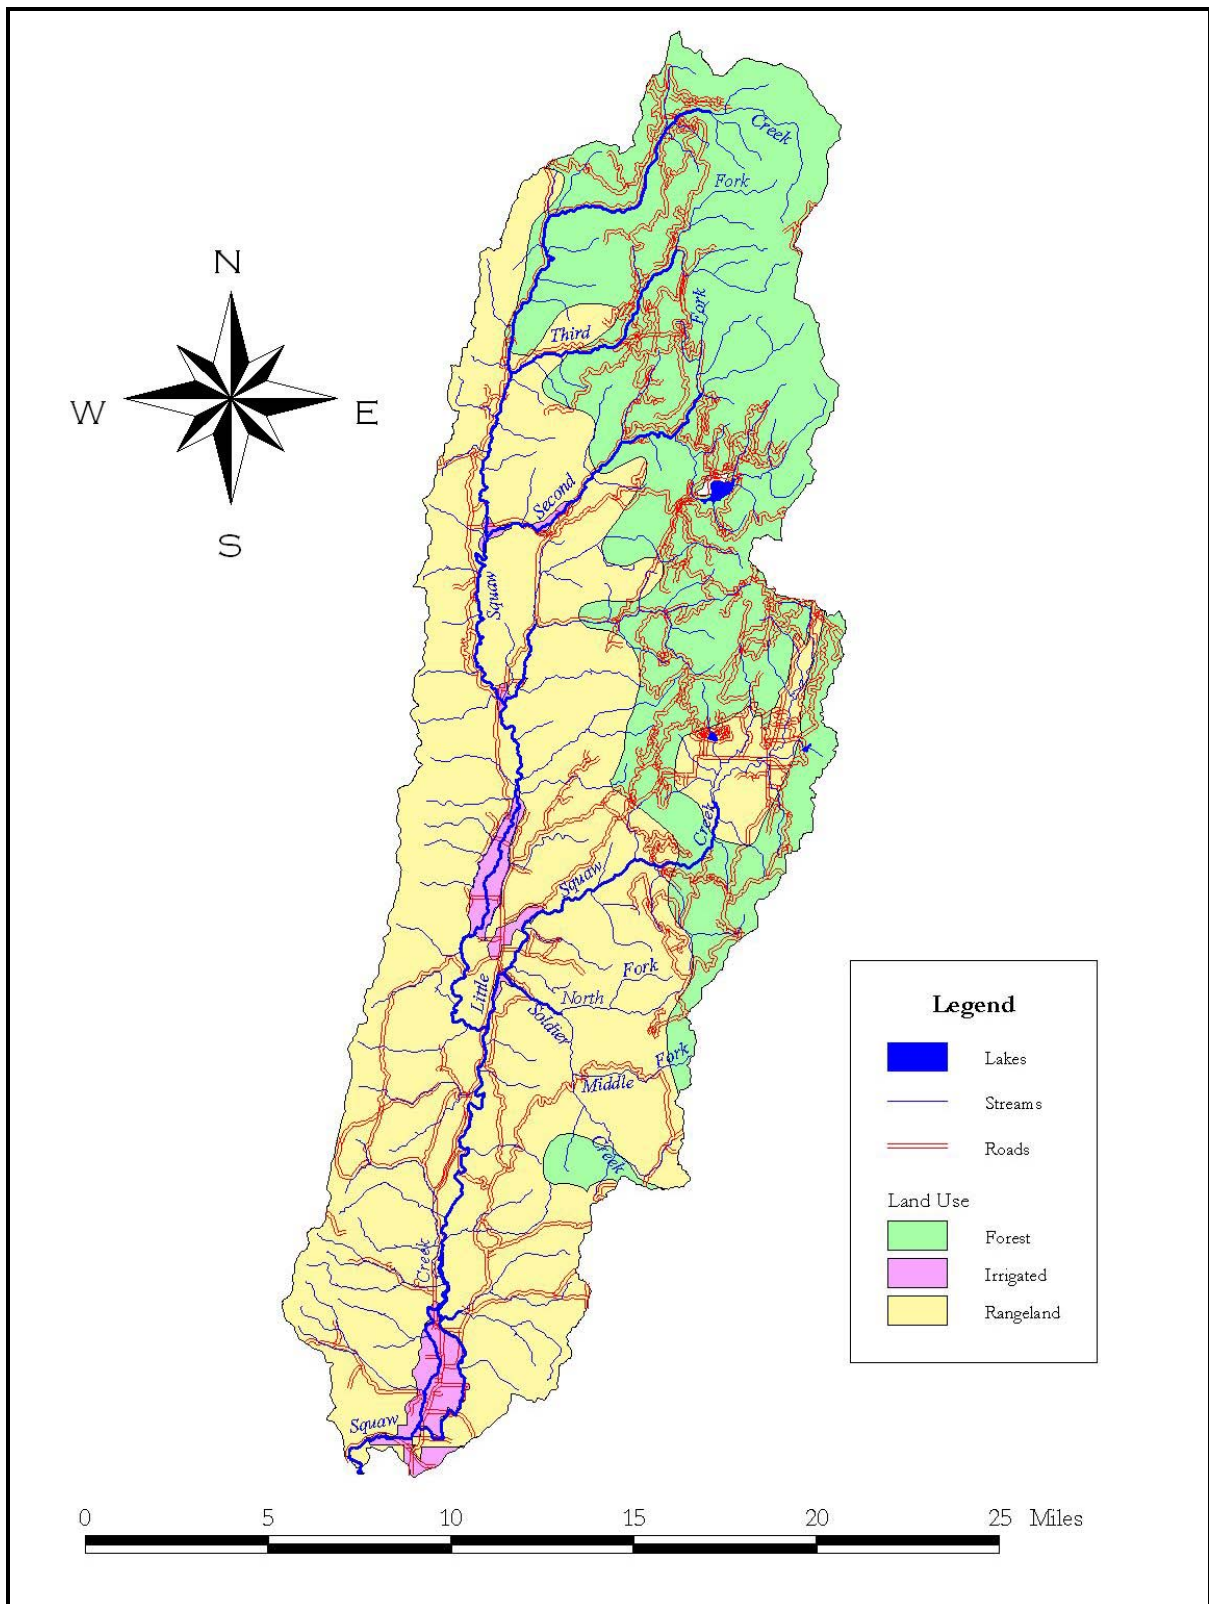 Creek
Fork
N
Fork
Third
W
E
Second
S
Squaw
Creek
Squaw
Fork
Little
North
Soldier
Fork
Middle
Creek
Creek
Squaw
Legend
Lakes
Streams
Roads
Land Use
Forest
Irrigated
Rangeland
0 5 10 15 20 25 Miles